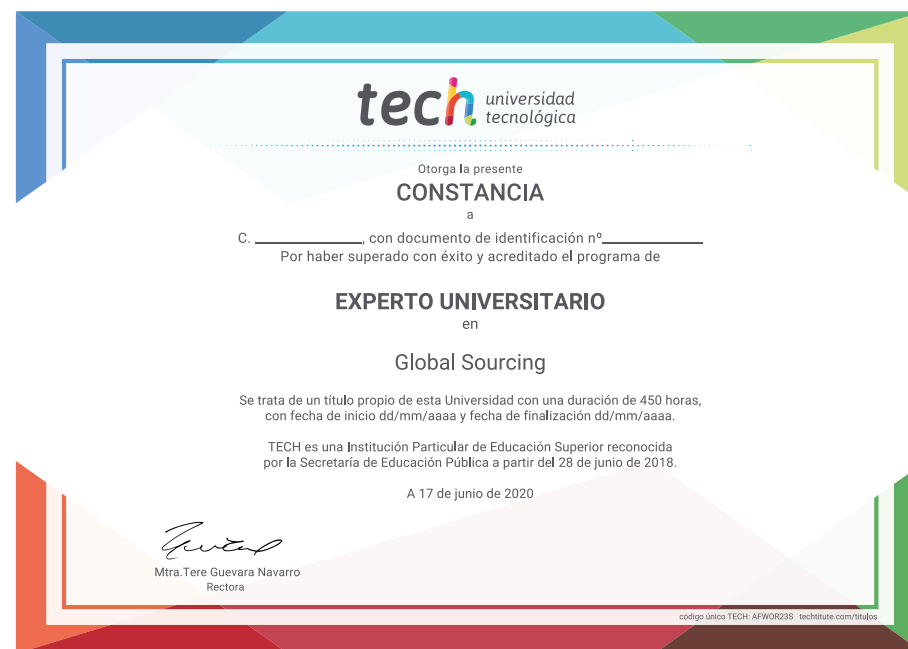 tech universidad
tecnológica
Otorga la presente
CONSTANCIA
a
C. ____________, con documento de identificación nº____________
Por haber superado con éxito y acreditado el programa de
EXPERTO UNIVERSITARIO
en
Global Sourcing
Se trata de un título propio de esta Universidad con una duración de 450 horas,
con fecha de inicio dd/mm/aaaa y fecha de finalización dd/mm/aaaa.
TECH es una Institución Particular de Educación Superior reconocida
por la Secretaría de Educación Pública a partir del 28 de junio de 2018.
A 17 de junio de 2020
Mtra.Tere Guevara Navarro
Rectora
código único TECH: AFWOR23S techtitute.com/titulos